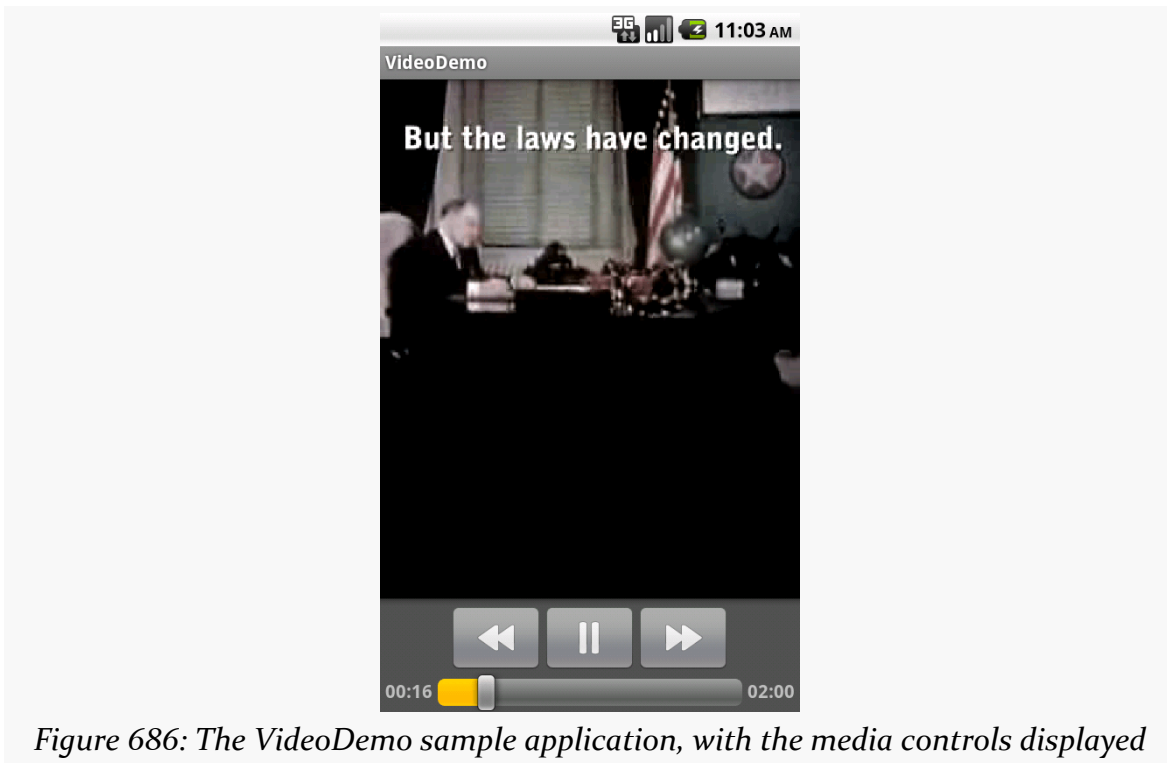 3G 11:03 AM
VideoDemo
But the laws have changed.
00:16 02:00
Figure 686: The VideoDemo sample application, with the media controls displayed